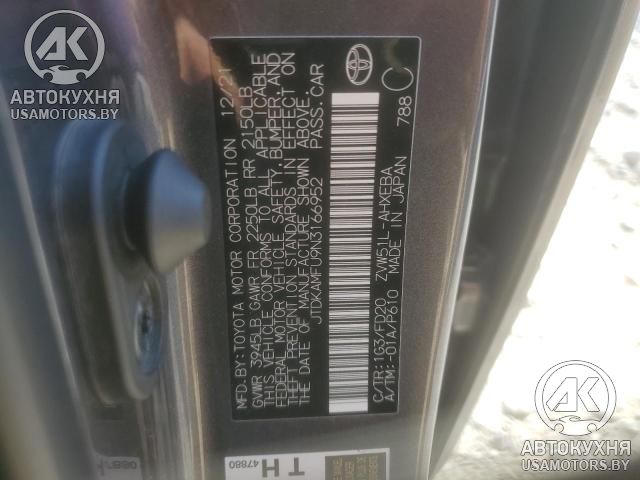 АВТОКУХНЯ
USAMOTORS.BY
MFD.BY:TOYOTA MOTOR CORPORATION 12/21
GVWR 3945LB GAWR FR 2250LB RR 2150LB
THIS VEHICLE CONFORMS TO ALL APPLICABLE
FEDERAL MOTOR VEHICLE SAFETY, BUMPER, AND
THEFT PREVENTION STANDARDS IN EFFECT ON
THE DATE OF MANUFACTURE SHOWN ABOVE.
JTDKAMFU9N3166952 PASS.CAR
C/TR:1G3/FD20 ZVW51L-AHXEBA
A/TM:-01A/P610 MADE IN JAPAN 788
TH
47880
АВТОКУХНЯ
USAMOTORS.BY